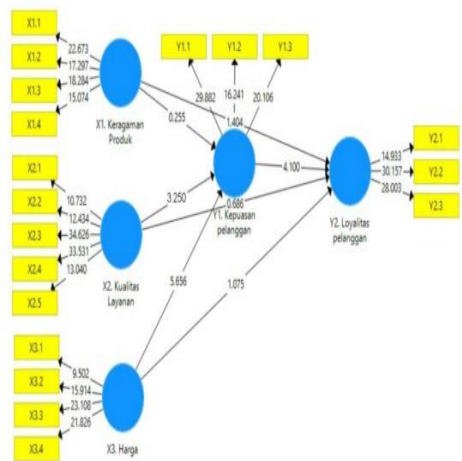 X1.1
X1.2
X1.3
X1.4
22.673
17.297
18.284
15.074
X1. Keragaman
Produk
Y1.1
Y1.2
Y1.3
29.882
16.241
20.106
0.255
1.404
X2.1
X2.2
X2.3
X2.4
X2.5
10.732
12.434
34.626
33.531
13.040
X2. Kualitas
Layanan
3.250
0.686
Y1. Kepuasan
pelanggan
4.100
Y2.1
Y2.2
Y2.3
14.933
30.157
28.003
Y2. Loyalitas
pelanggan
5.656
1.075
X3.1
X3.2
X3.3
X3.4
9.502
15.914
23.108
21.826
X3. Harga